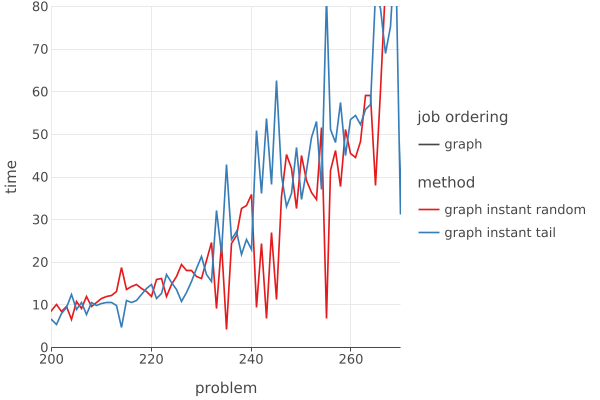 80
70
60
50
40
30
20
10
0
time
200
220
240
260
problem
job ordering
graph
method
graph instant random
graph instant tail